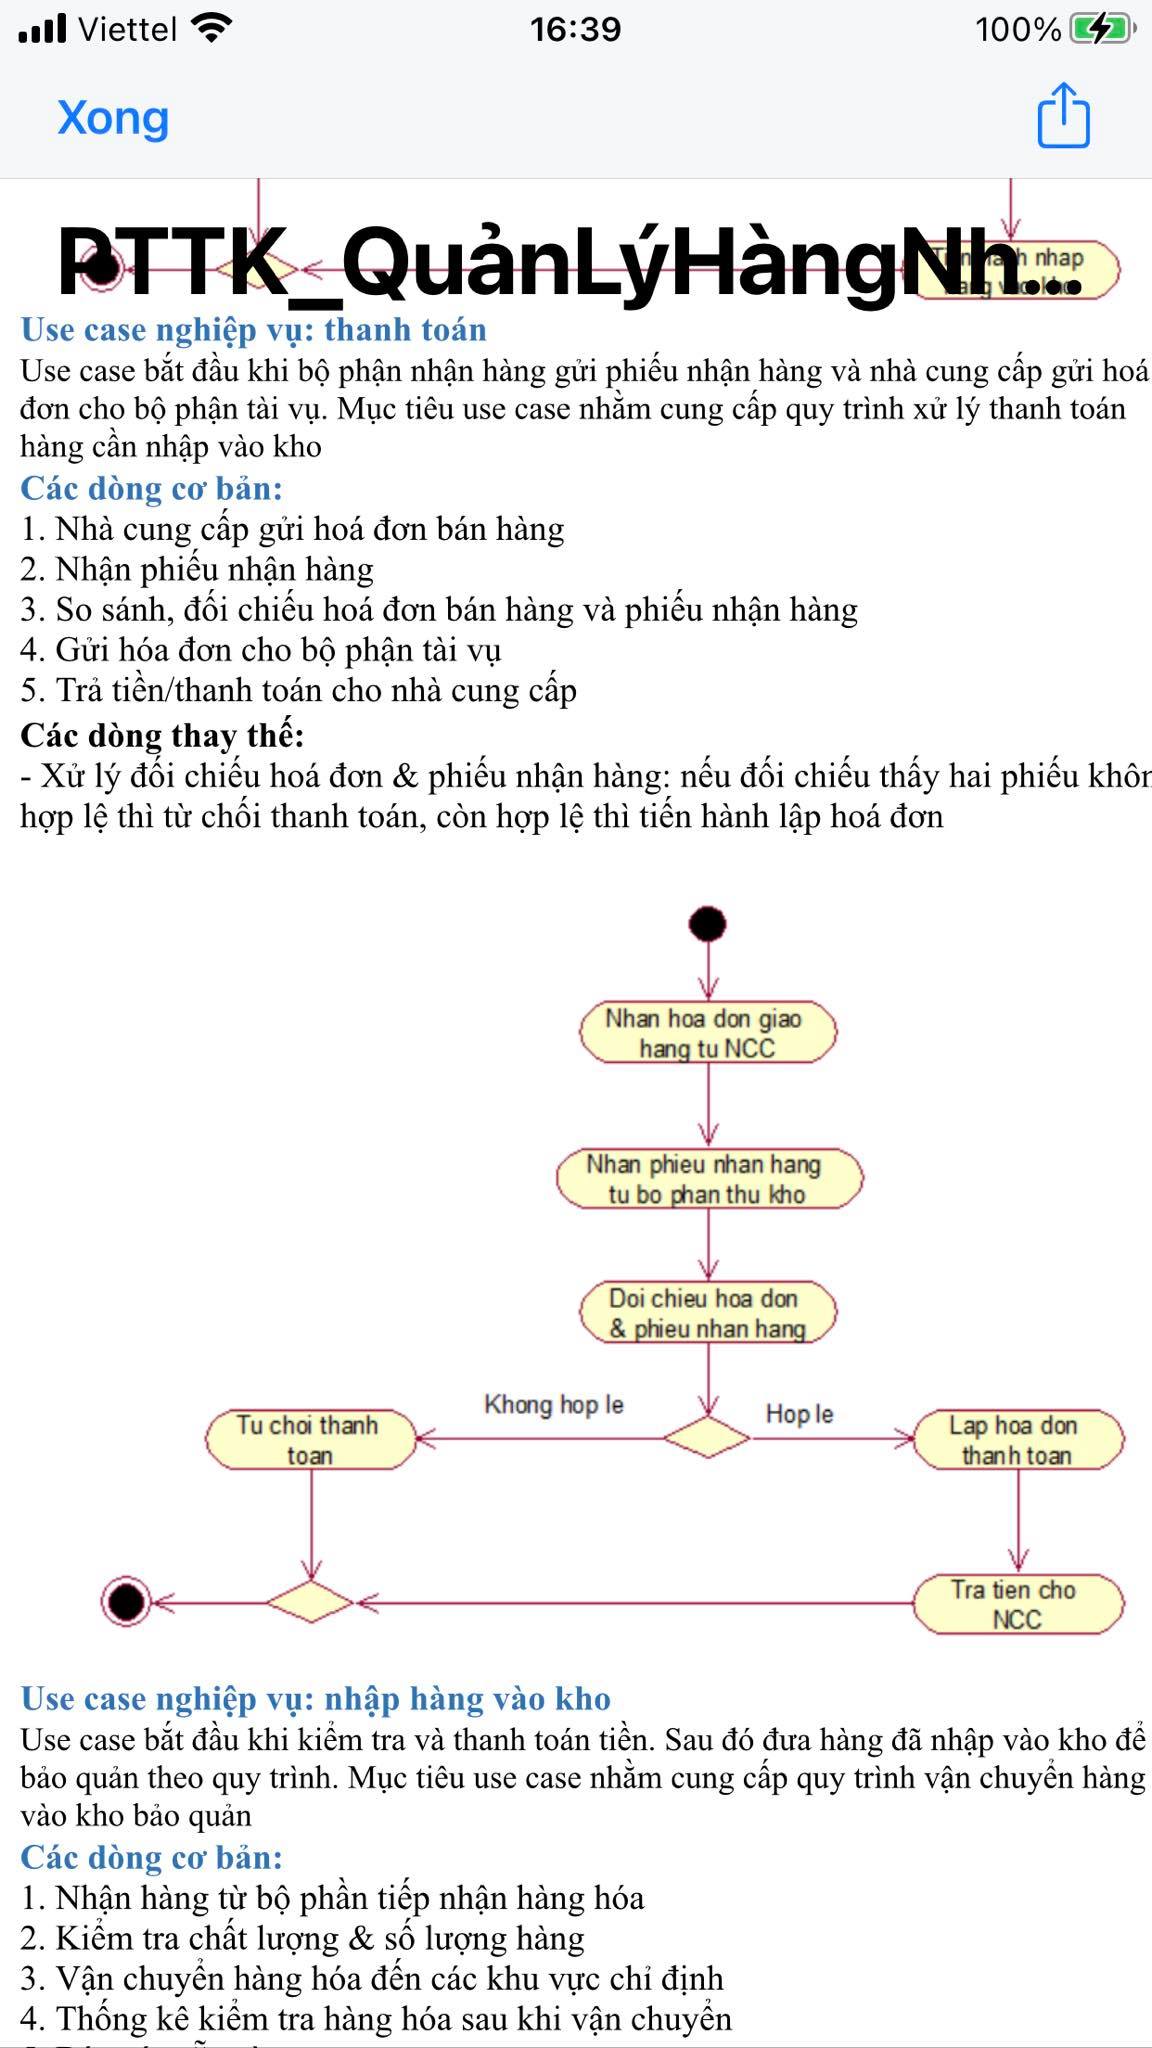 Viettel 16:39 100%
Xong
PTTK_QuảnLýHàngNh...
nhap
Use case nghiệp vụ: thanh toán
Use case bắt đầu khi bộ phận nhận hàng gửi phiếu nhận hàng và nhà cung cấp gửi hoá
đơn cho bộ phận tài vụ. Mục tiêu use case nhằm cung cấp quy trình xử lý thanh toán
hàng cần nhập vào kho
Các dòng cơ bản:
1. Nhà cung cấp gửi hoá đơn bán hàng
2. Nhận phiếu nhận hàng
3. So sánh, đối chiếu hoá đơn bán hàng và phiếu nhận hàng
4. Gửi hóa đơn cho bộ phận tài vụ
5. Trả tiền/thanh toán cho nhà cung cấp
Các dòng thay thế:
- Xử lý đối chiếu hoá đơn & phiếu nhận hàng: nếu đối chiếu thấy hai phiếu khôn
hợp lệ thì từ chối thanh toán, còn hợp lệ thì tiến hành lập hoá đơn
Nhan hoa don giao
hang tu NCC
Nhan phieu nhan hang
tu bo phan thu kho
Doi chieu hoa don
& phieu nhan hang
Khong hop le
Hop le
Tu choi thanh
toan
Lap hoa don
thanh toan
Tra tien cho
NCC
Use case nghiệp vụ: nhập hàng vào kho
Use case bắt đầu khi kiểm tra và thanh toán tiền. Sau đó đưa hàng đã nhập vào kho để
bảo quản theo quy trình. Mục tiêu use case nhằm cung cấp quy trình vận chuyển hàng
vào kho bảo quản
Các dòng cơ bản:
1. Nhận hàng từ bộ phần tiếp nhận hàng hóa
2. Kiểm tra chất lượng & số lượng hàng
3. Vận chuyển hàng hóa đến các khu vực chỉ định
4. Thống kê kiểm tra hàng hóa sau khi vận chuyển